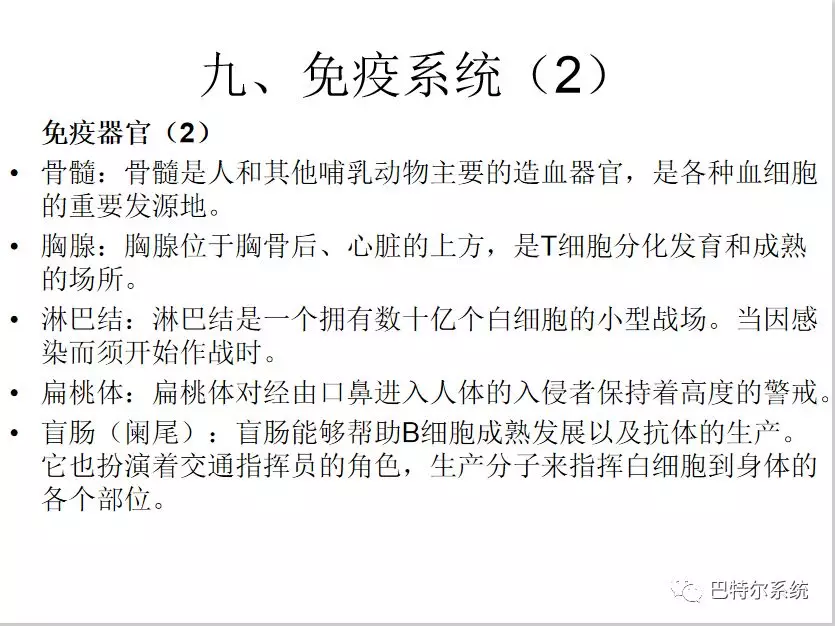 九、免疫系统（2）
免疫器官（2）
• 骨髓：骨髓是人和其他哺乳动物主要的造血器官，是各种血细胞
的重要发源地。
• 胸腺：胸腺位于胸骨后、心脏的上方，是T细胞分化发育和成熟
的场所。
• 淋巴结：淋巴结是一个拥有数十亿个白细胞的小型战场。当因感
染而须开始作战时。
• 扁桃体：扁桃体对经由口鼻进入人体的入侵者保持着高度的警戒。
• 盲肠（阑尾）：盲肠能够帮助B细胞成熟发展以及抗体的生产。
它也扮演着交通指挥员的角色，生产分子来指挥白细胞到身体的
各个部位。
巴特尔系统